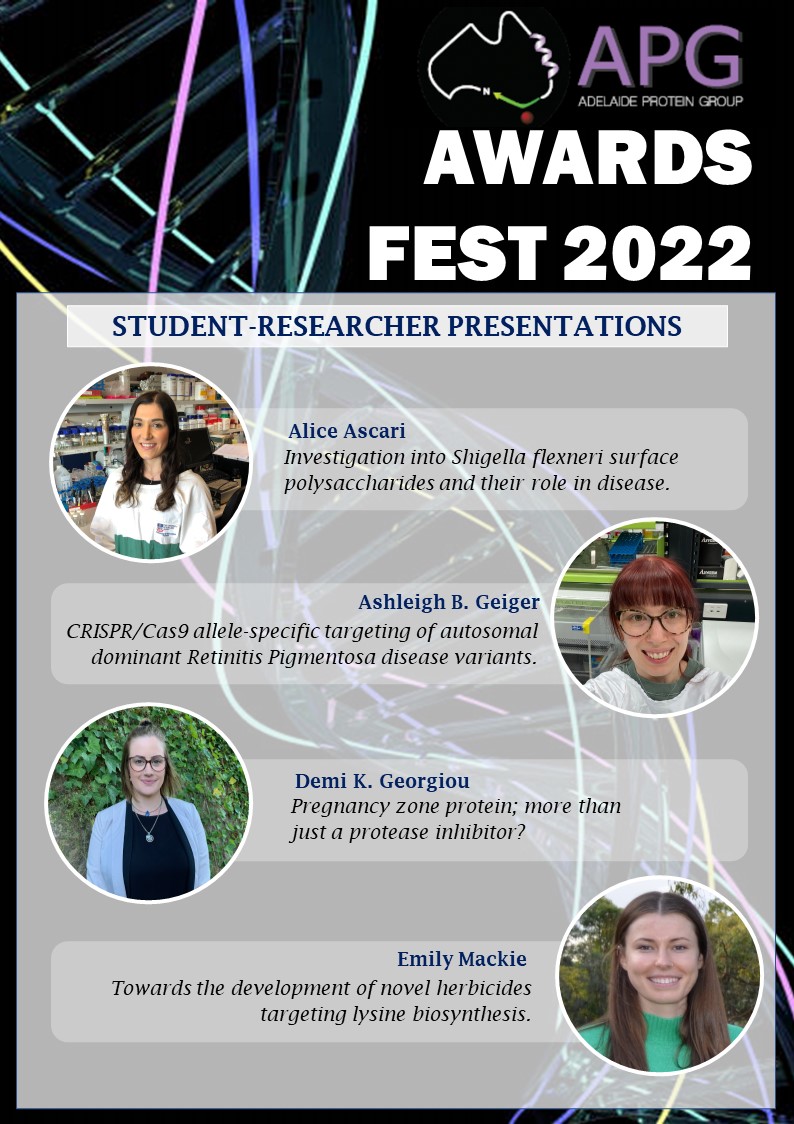 N
APG
ADELAIDE PROTEIN GROUP
AWARDS
FEST 2022
STUDENT-RESEARCHER PRESENTATIONS
Alice Ascari
Investigation into Shigella flexneri surface
polysaccharides and their role in disease.
Ashleigh B. Geiger
CRISPR/Cas9 allele-specific targeting of autosomal
dominant Retinitis Pigmentosa disease variants.
Demi K. Georgiou
Pregnancy zone protein; more than
just a protease inhibitor?
Emily Mackie
Towards the development of novel herbicides
targeting lysine biosynthesis.